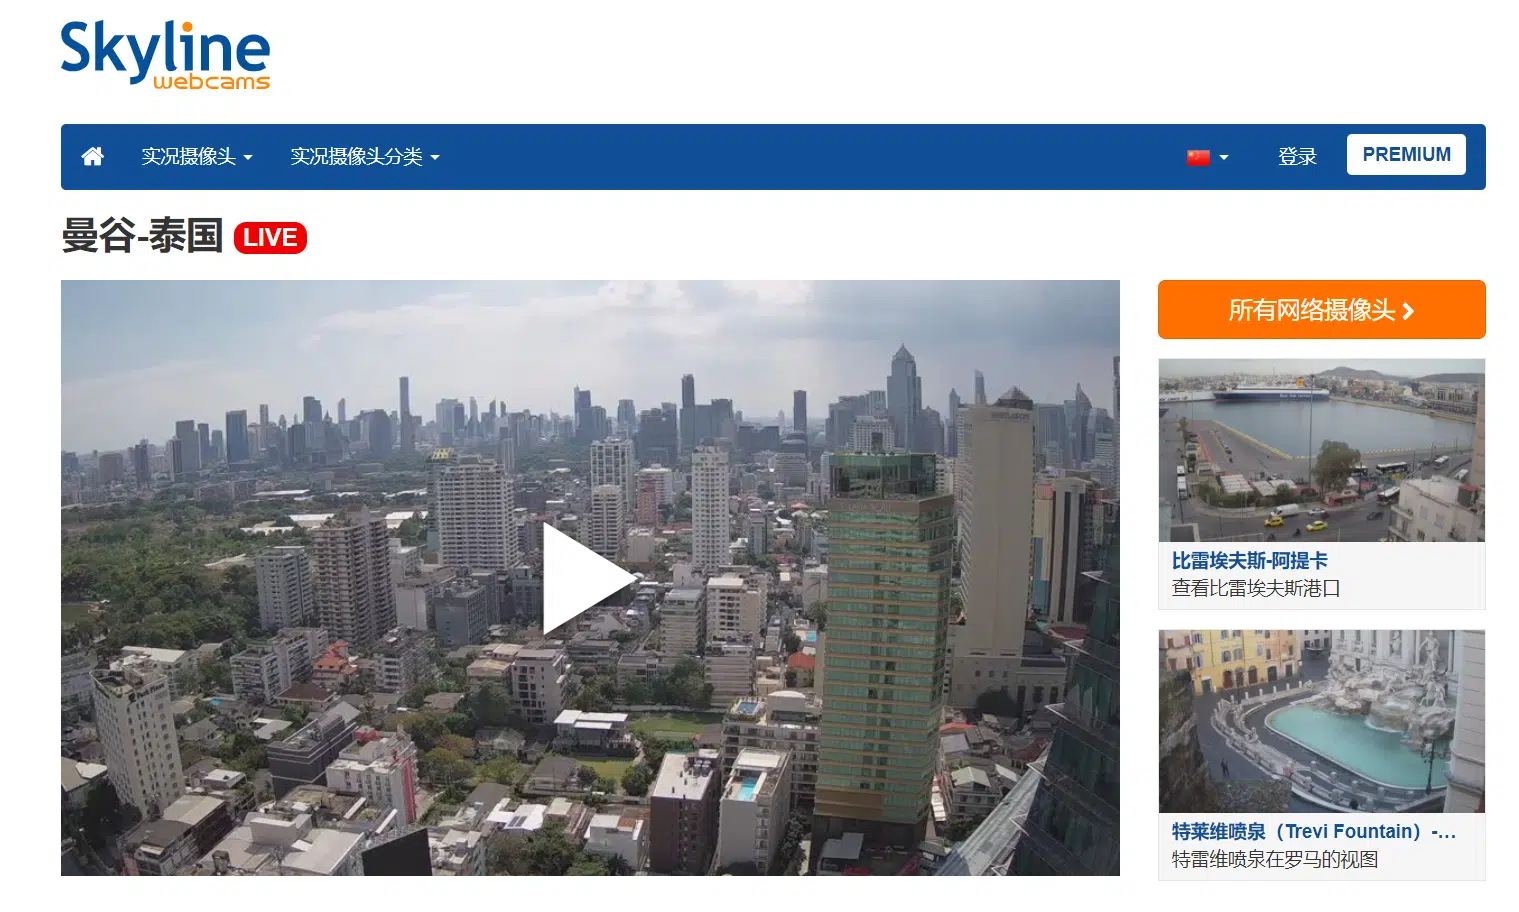 Skyline
webcams
实况摄像头
实况摄像头分类
登录
PREMIUM
曼谷-泰国 LIVE
所有网络摄像头
比雷埃夫斯-阿提卡
查看比雷埃夫斯港口
特莱维喷泉（Trevi Fountain）-...
特雷维喷泉在罗马的视图